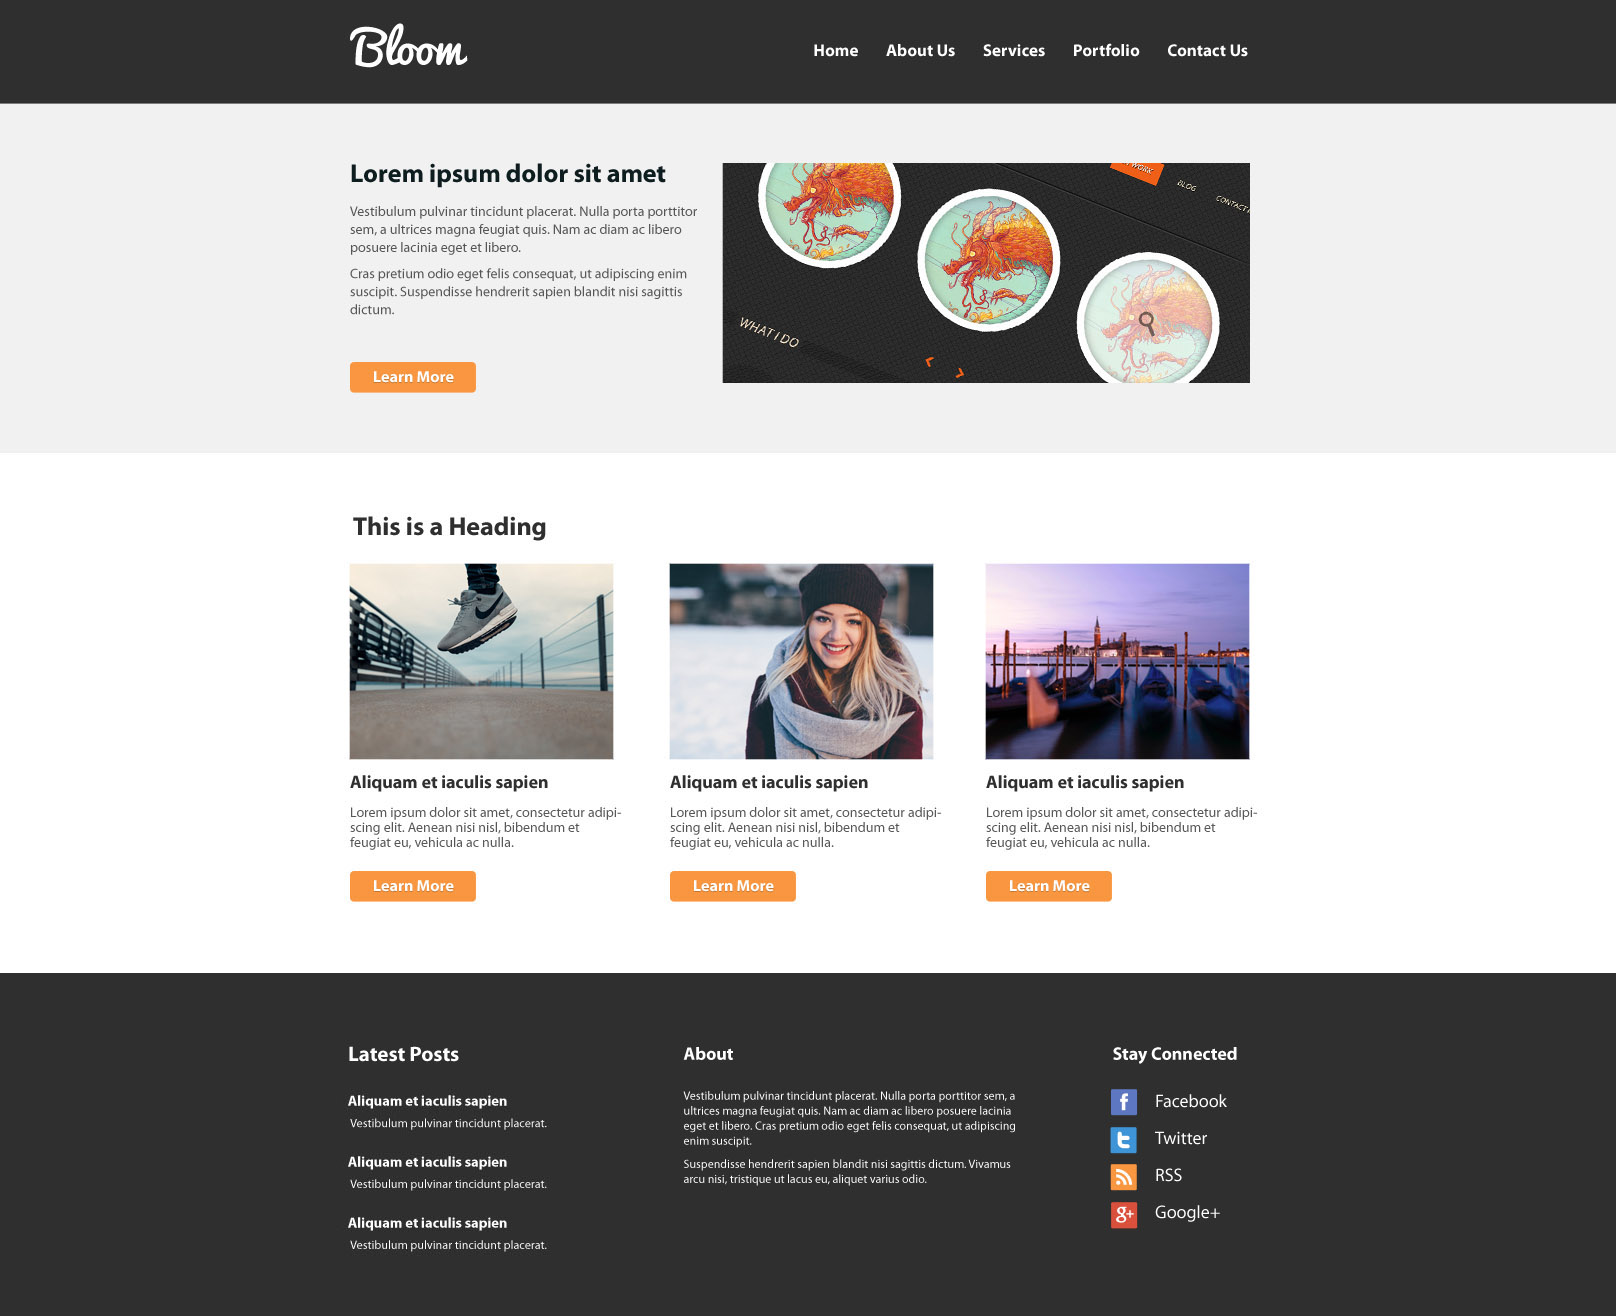 Bloom
Home About Us Services Portfolio Contact Us
Lorem ipsum dolor sit amet
Vestibulum pulvinar tincidunt placerat. Nulla porta porttitor
sem, a ultrices magna feugiat quis. Nam ac diam ac libero
posuere lacinia eget et libero.
Cras pretium odio eget felis consequat, ut adipiscing enim
suscipit. Suspendisse hendrerit sapien blandit nisi sagittis
dictum.
Learn More
BLOG
WHAT I DO
This is a Heading
Aliquam et iaculis sapien
Lorem ipsum dolor sit amet, consectetur adipi-
scing elit. Aenean nisi nisl, bibendum et
feugiat eu, vehicula ac nulla.
Learn More
Aliquam et iaculis sapien
Lorem ipsum dolor sit amet, consectetur adipi-
scing elit. Aenean nisi nisl, bibendum et
feugiat eu, vehicula ac nulla.
Learn More
Aliquam et iaculis sapien
Lorem ipsum dolor sit amet, consectetur adipi-
scing elit. Aenean nisi nisl, bibendum et
feugiat eu, vehicula ac nulla.
Learn More
Latest Posts
Aliquam et iaculis sapien
Vestibulum pulvinar tincidunt placerat.
Aliquam et iaculis sapien
Vestibulum pulvinar tincidunt placerat.
Aliquam et iaculis sapien
Vestibulum pulvinar tincidunt placerat.
About
Vestibulum pulvinar tincidunt placerat. Nulla porta porttitor sem, a
ultrices magna feugiat quis. Nam ac diam ac libero posuere lacinia
eget et libero. Cras pretium odio eget felis consequat, ut adipiscing
enim suscipit.
Suspendisse hendrerit sapien blandit nisi sagittis dictum. Vivamus
arcu nisi, tristique ut lacus eu, aliquet varius odio.
Stay Connected
f Facebook
t Twitter
RSS
g+ Google+